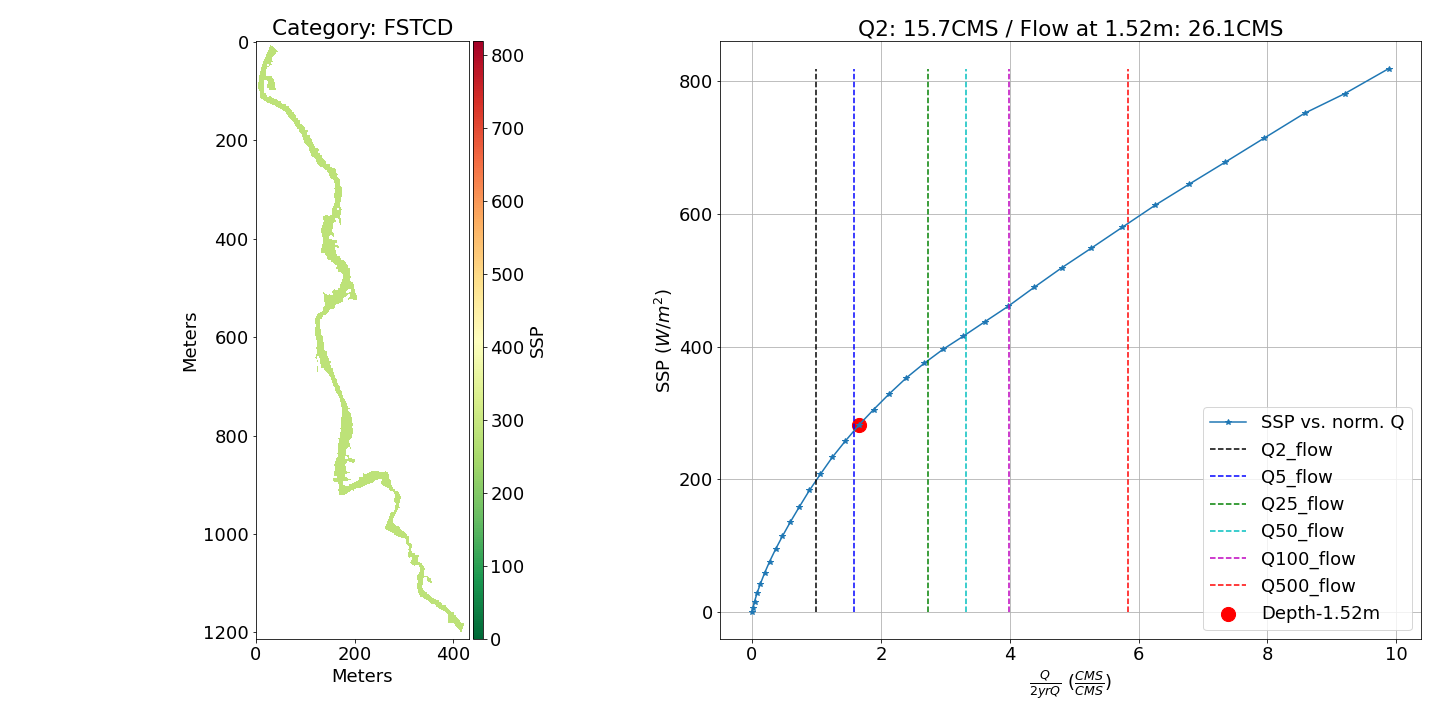 Category: FSTCD
0
200
400
600
800
1000
1200
Meters
0
200
400
Meters
800
700
600
500
400
300
200
100
0
SSP
Q2: 15.7CMS / Flow at 1.52m: 26.1CMS
800
600
400
200
0
SSP (W/m²)
0
2
4
6
8
10
Q/2yrQ (CMS/CMS)
SSP vs. norm. Q
Q2_flow
Q5_flow
Q25_flow
Q50_flow
Q100_flow
Q500_flow
Depth-1.52m